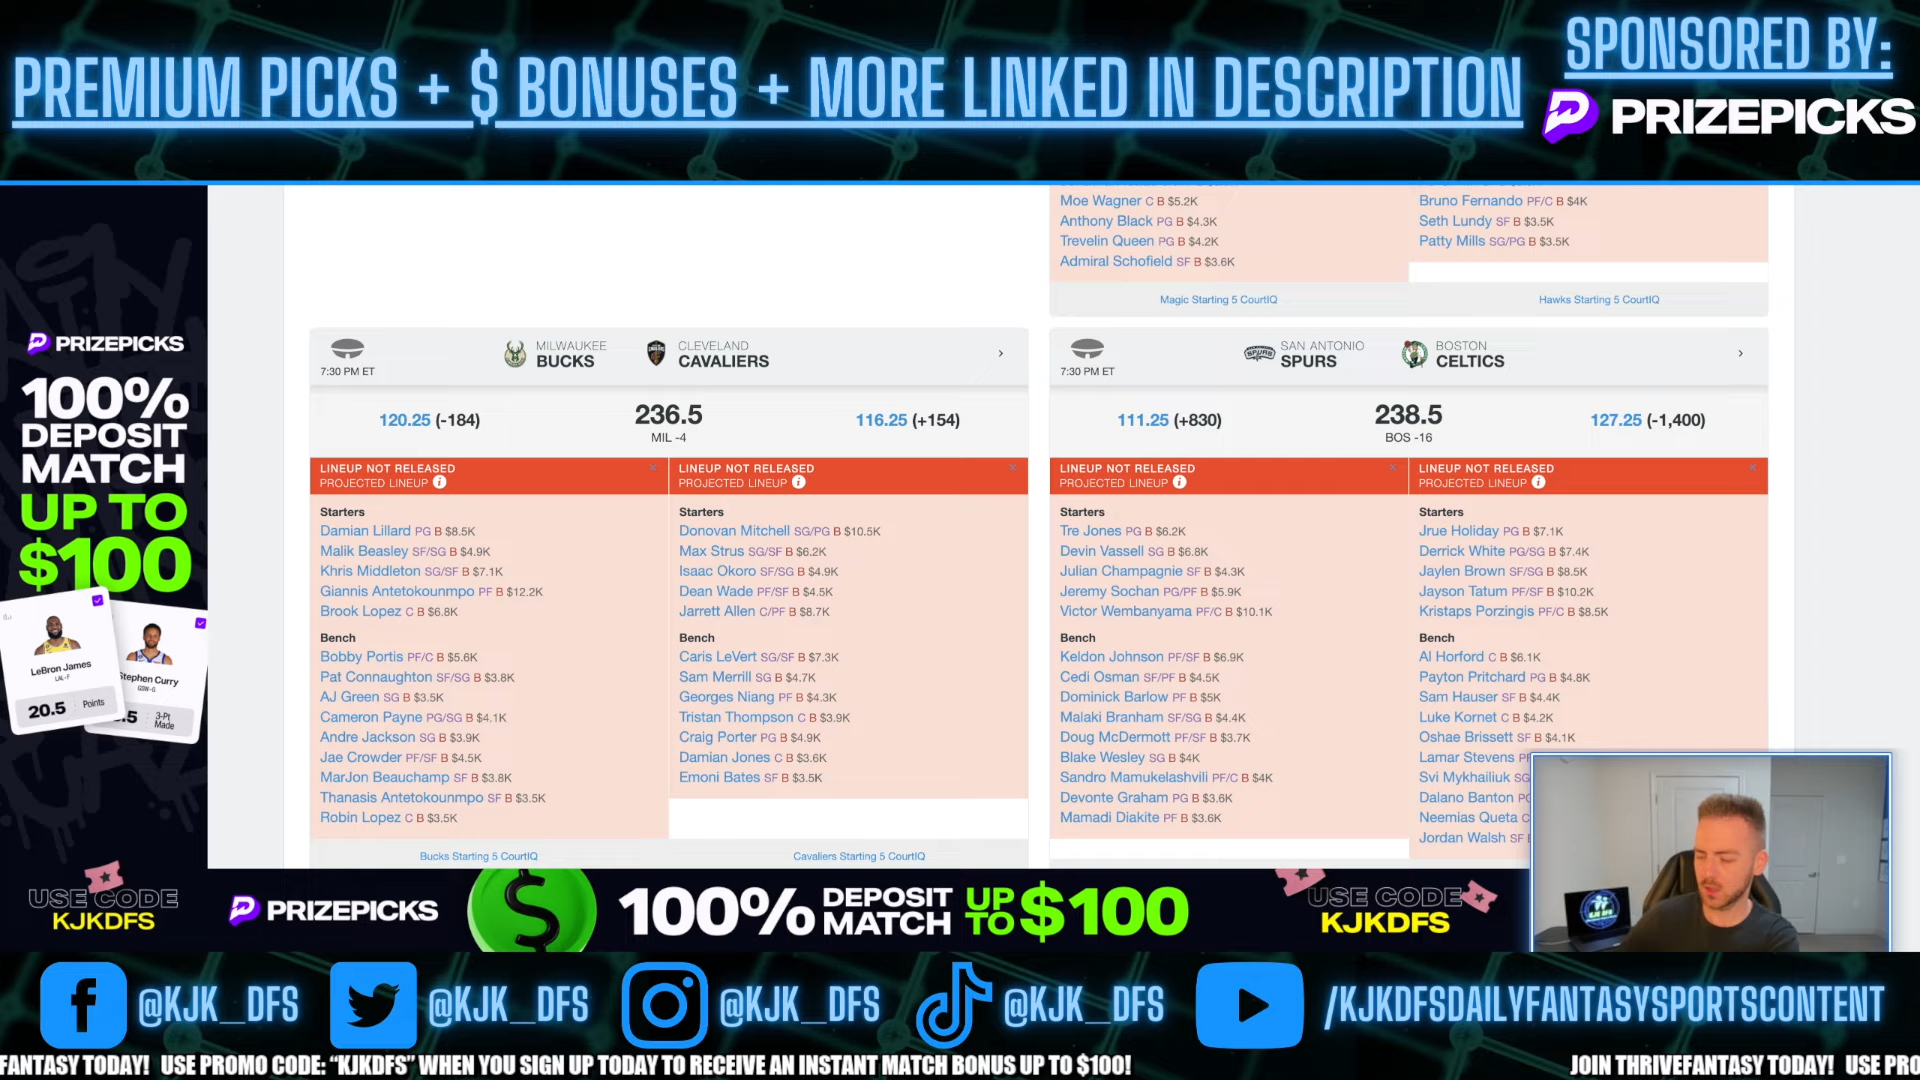 PREMIUM PICKS + $ BONUSES + MORE LINKED IN DESCRIPTION
SPONSORED BY:
PRIZEPICKS
Moe Wagner C B $5.2K
Anthony Black PG B $4.3K
Trevelin Queen PG B $4.2K
Admiral Schofield SF B $3.6K
Magic Starting 5 CourtIQ
Bruno Fernando PF/C B $4K
Seth Lundy SF B $3.5K
Patty Mills SG/PG B $3.5K
Hawks Starting 5 CourtIQ
PRIZEPICKS
100%
DEPOSIT
MATCH
UP TO
$100
LeBron James
LAL-F
20.5 Points
Stephen Curry
GSW-G
.5 3-Pt
Made
USE CODE
KJKDFS
7:30 PM ET
MILWAUKEE
BUCKS
CLEVELAND
CAVALIERS
120.25 (-184)
236.5
MIL -4
116.25 (+154)
LINEUP NOT RELEASED
PROJECTED LINEUP
Starters
Damian Lillard PG B $8.5K
Malik Beasley SF/SG B $4.9K
Khris Middleton SG/SF B $7.1K
Giannis Antetokounmpo PF B $12.2K
Brook Lopez C B $6.8K
Bench
Bobby Portis PF/C B $5.6K
Pat Connaughton SF/SG B $3.8K
AJ Green SG B $3.5K
Cameron Payne PG/SG B $4.1K
Andre Jackson SG B $3.9K
Jae Crowder PF/SF B $4.5K
MarJon Beauchamp SF B $3.8K
Thanasis Antetokounmpo SF B $3.5K
Robin Lopez C B $3.5K
Bucks Starting 5 CourtIQ
LINEUP NOT RELEASED
PROJECTED LINEUP
Starters
Donovan Mitchell SG/PG B $10.5K
Max Strus SG/SF B $6.2K
Isaac Okoro SF/SG B $4.9K
Dean Wade PF/SF B $4.5K
Jarrett Allen C/PF B $8.7K
Bench
Caris LeVert SG/SF B $7.3K
Sam Merrill SG B $4.7K
Georges Niang PF B $4.3K
Tristan Thompson C B $3.9K
Craig Porter PG B $4.9K
Damian Jones C B $3.6K
Emoni Bates SF B $3.5K
Cavaliers Starting 5 CourtIQ
7:30 PM ET
SAN ANTONIO
SPURS
BOSTON
CELTICS
111.25 (+830)
238.5
BOS -16
127.25 (-1,400)
LINEUP NOT RELEASED
PROJECTED LINEUP
Starters
Tre Jones PG B $6.2K
Devin Vassell SG B $6.8K
Julian Champagnie SF B $4.3K
Jeremy Sochan PG/PF B $5.9K
Victor Wembanyama PF/C B $10.1K
Bench
Keldon Johnson PF/SF B $6.9K
Cedi Osman SF/PF B $4.5K
Dominick Barlow PF B $5K
Malaki Branham SF/SG B $4.4K
Doug McDermott PF/SF B $3.7K
Blake Wesley SG B $4K
Sandro Mamukelashvili PF/C B $4K
Devonte Graham PG B $3.6K
Mamadi Diakite PF B $3.6K
LINEUP NOT RELEASED
PROJECTED LINEUP
Starters
Jrue Holiday PG B $7.1K
Derrick White PG/SG B $7.4K
Jaylen Brown SF/SG B $8.5K
Jayson Tatum PF/SF B $10.2K
Kristaps Porzingis PF/C B $8.5K
Bench
Al Horford C B $6.1K
Payton Pritchard PG B $4.8K
Sam Hauser SF B $4.4K
Luke Kornet C B $4.2K
Oshae Brissett SF B $4.1K
Lamar Stevens
Svi Mykhailiuk SG
Dalano Banton
Neemias Queta C
Jordan Walsh SF
PRIZEPICKS
100% DEPOSIT MATCH UP TO $100
USE CODE
KJKDFS
@KJK_DFS
@KJK_DFS
@KJK_DFS
@KJK_DFS
/KJKDFSDAILYFANTASYSPORTSCONTENT
FANTASY TODAY! USE PROMO CODE: "KJKDFS" WHEN YOU SIGN UP TODAY TO RECEIVE AN INSTANT MATCH BONUS UP TO $100!
JOIN THRIVEFANTASY TODAY! USE PRO